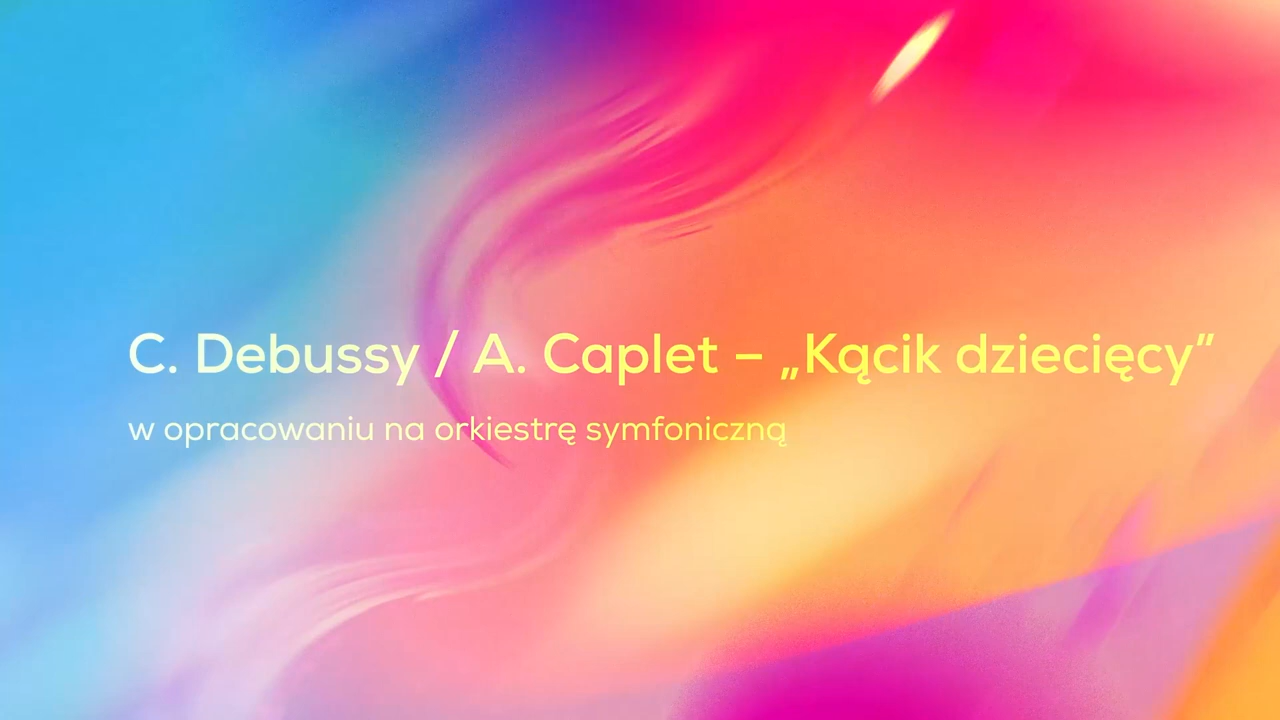 C. Debussy / A. Caplet – „Kącik dziecięcy”
w opracowaniu na orkiestrę symfoniczną